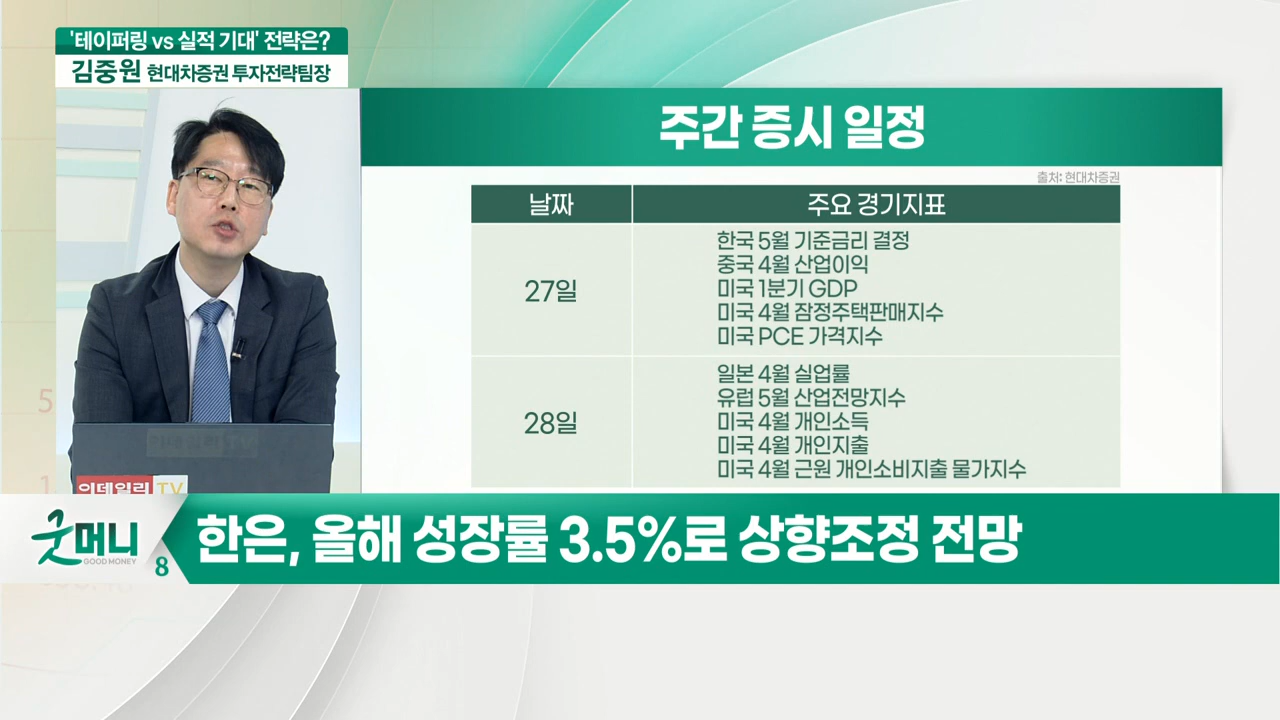 '테이퍼링 vs 실적 기대' 전략은?
김중원 현대차증권 투자전략팀장
주간 증시 일정
출처: 현대차증권
날짜
주요 경기지표
27일
한국 5월 기준금리 결정
중국 4월 산업이익
미국 1분기 GDP
미국 4월 잠정주택판매지수
미국 PCE 가격지수
28일
일본 4월 실업률
유럽 5월 산업전망지수
미국 4월 개인소득
미국 4월 개인지출
미국 4월 근원 개인소비지출 물가지수
이데일리 TV
굿머니
GOOD MONEY
8
한은, 올해 성장률 3.5%로 상향조정 전망
5
1